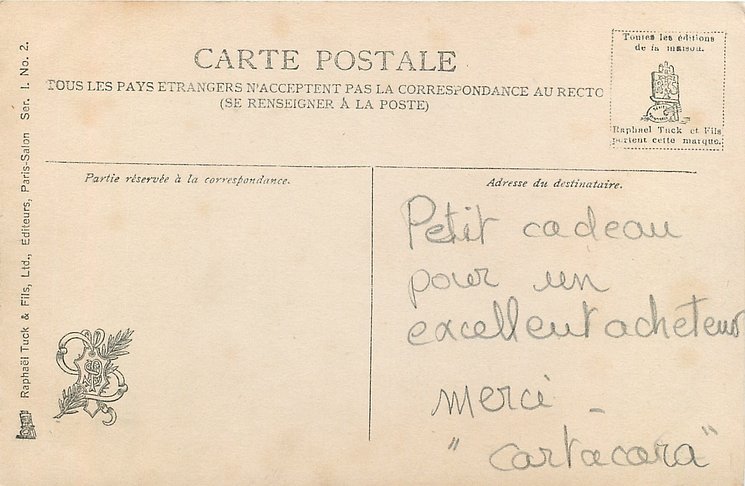 CARTE POSTALE
TOUS LES PAYS ETRANGERS N'ACCEPTENT PAS LA CORRESPONDANCE AU RECTO
(SE RENSEIGNER À LA POSTE)
Toutes les éditions
de la maison.
Raphael Tuck et Fils
portent cette marque.
Raphaël Tuck & Fils, Ltd., Editeurs, Paris-Salon Ser. I. No. 2.
Partie réservée à la correspondance.
Adresse du destinataire.
Petit cadeau
pour un
excellent acheteur
merci -
"cartacara"